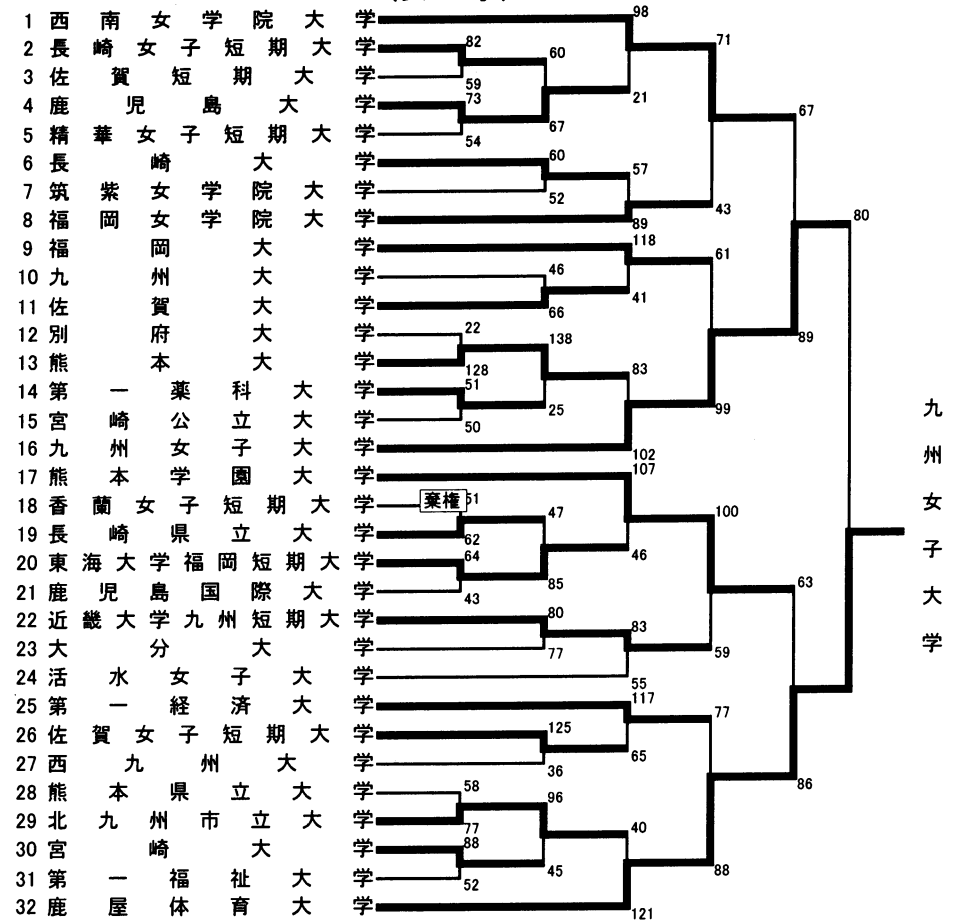 1 西南女学院大学
2 長崎女子短期大学
3 佐賀短期大学
4 鹿児島大学
5 精華女子短期大学
6 長崎大学
7 筑紫女学院大学
8 福岡女学院大学
9 福岡大学
10 九州大学
11 佐賀大学
12 別府大学
13 熊本大学
14 第一薬科大学
15 宮崎公立大学
16 九州女子大学
17 熊本学園大学
18 香蘭女子短期大学
19 長崎県立大学
20 東海大学福岡短期大学
21 鹿児島国際大学
22 近畿大学九州短期大学
23 大分大学
24 活水女子大学
25 第一経済大学
26 佐賀女子短期大学
27 西九州大学
28 熊本県立大学
29 北九州市立大学
30 宮崎大学
31 第一福祉大学
32 鹿屋体育大学
82
59
73
54
22
128
51
50
棄権
51
62
64
43
58
77
88
52
60
67
60
52
46
66
138
25
47
85
80
77
125
36
96
45
98
21
57
89
118
41
83
102
107
46
83
55
117
65
40
121
71
43
61
99
100
59
77
88
67
89
63
86
80
九州女子大学